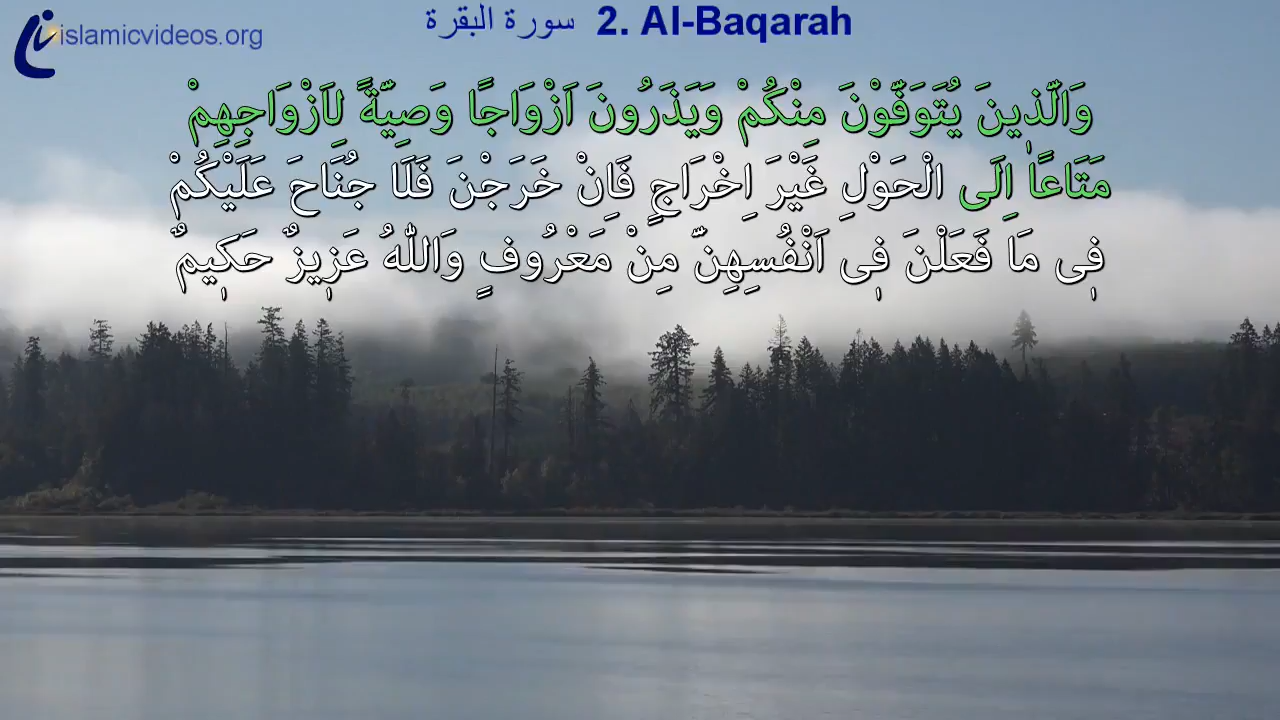 islamicvideos.org
سورة البقرة 2. Al-Baqarah
وَالَّذ۪ينَ يُتَوَفَّوْنَ مِنْكُمْ وَيَذَرُونَ اَزْوَاجًا وَصِيَّةً لِاَزْوَاجِهِمْ
مَتَاعًا اِلَى الْحَوْلِ غَيْرَ اِخْرَاجٍ فَاِنْ خَرَجْنَ فَلَا جُنَاحَ عَلَيْكُمْ
ف۪ى مَا فَعَلْنَ ف۪ى اَنْفُسِهِنَّ مِنْ مَعْرُوفٍ وَاللّٰهُ عَز۪يزٌ حَك۪يمٌ